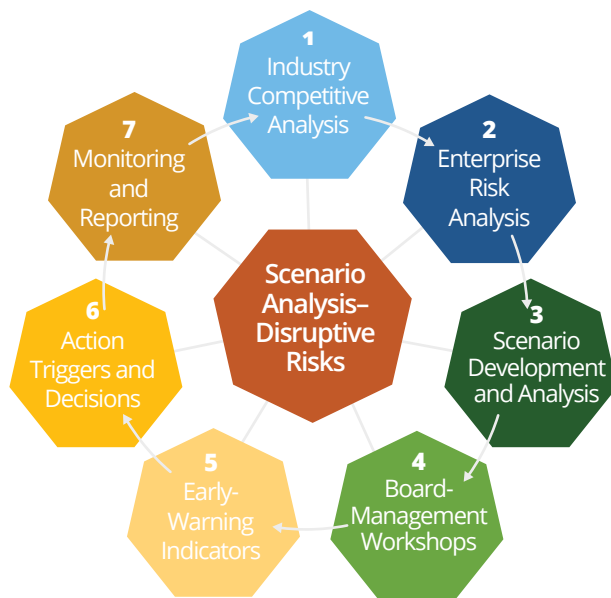 1
Industry
Competitive
Analysis
2
Enterprise
Risk
Analysis
3
Scenario
Development
and Analysis
4
Board-
Management
Workshops
5
Early-
Warning
Indicators
6
Action
Triggers and
Decisions
7
Monitoring
and
Reporting
Scenario
Analysis–
Disruptive
Risks